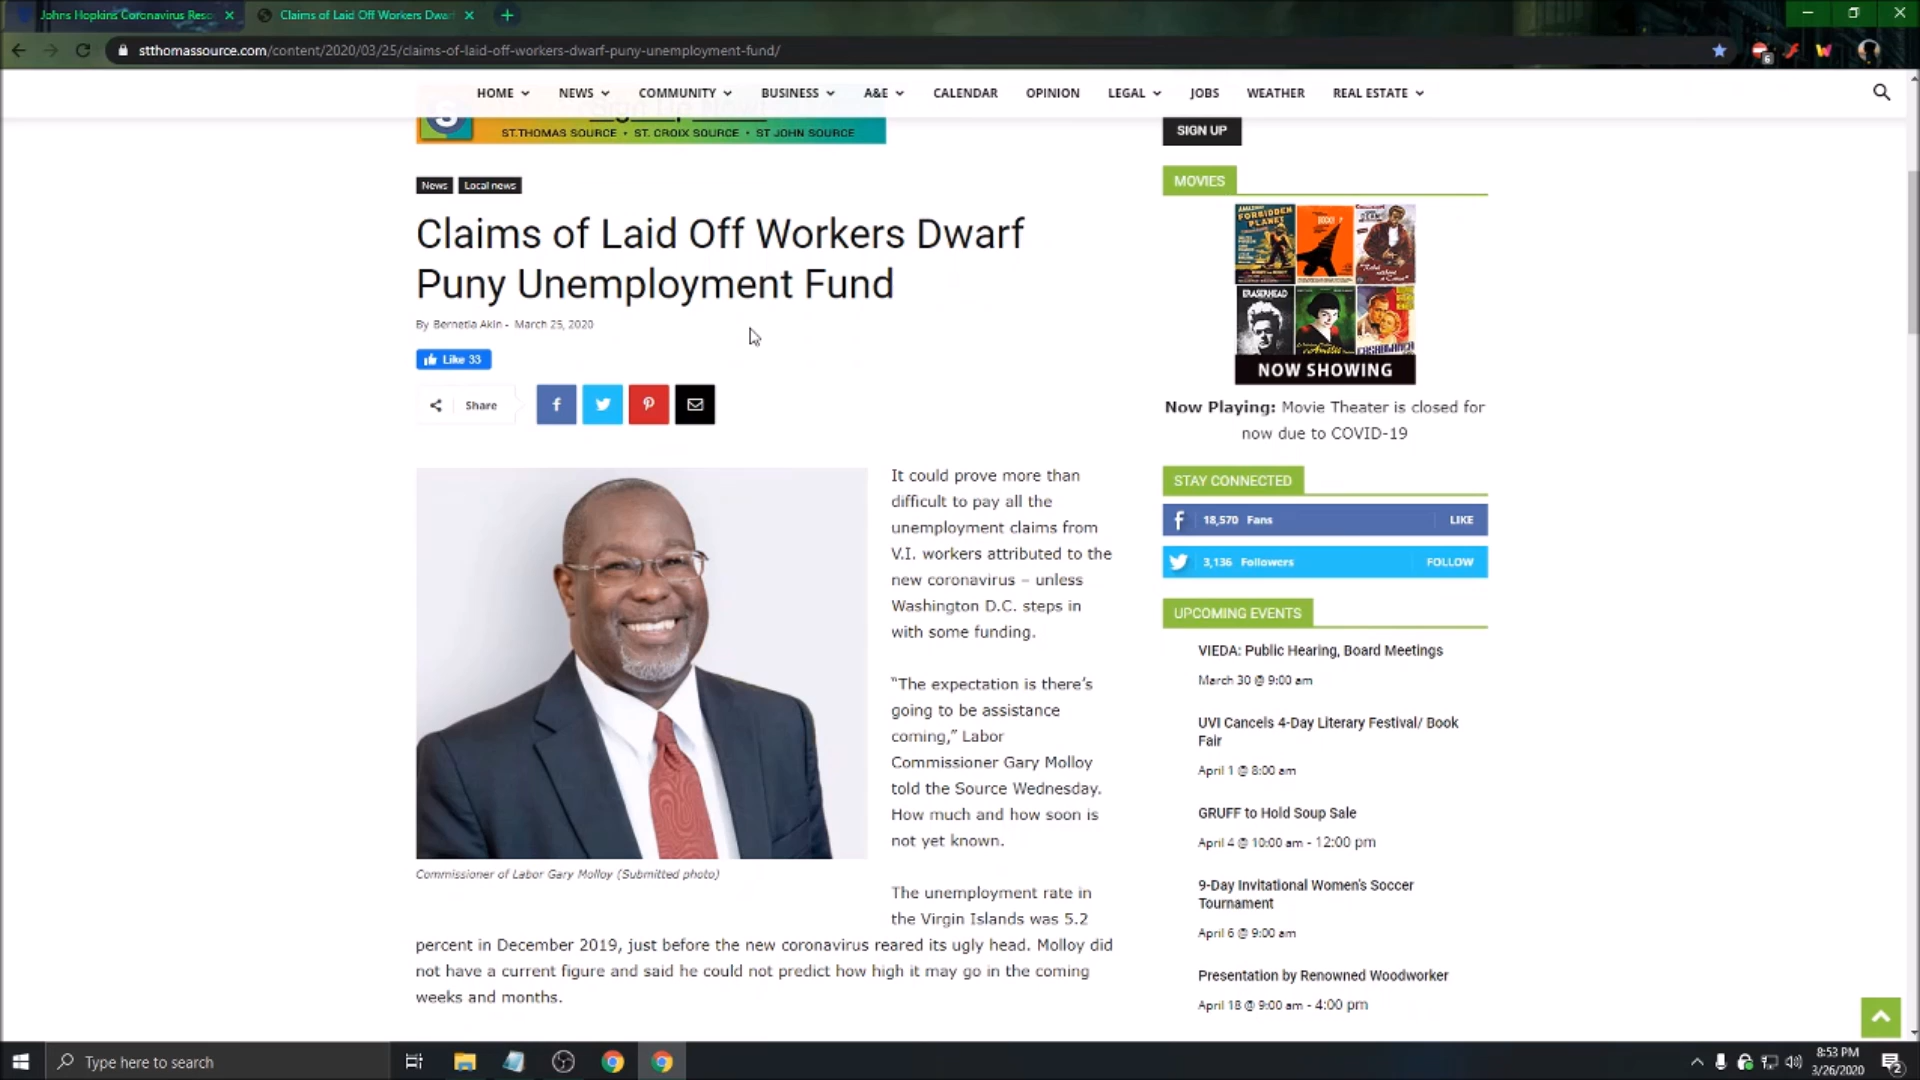 Johns Hopkins Coronavirus Reso
Claims of Laid Off Workers Dwar
stthomassource.com/content/2020/03/25/claims-of-laid-off-workers-dwarf-puny-unemployment-fund/
6
HOME NEWS COMMUNITY BUSINESS A&E CALENDAR OPINION LEGAL JOBS WEATHER REAL ESTATE
S
ST.THOMAS SOURCE • ST. CROIX SOURCE • ST JOHN SOURCE
News Local news
Claims of Laid Off Workers Dwarf
Puny Unemployment Fund
By Bernetia Akin - March 25, 2020
Like 33
Share
It could prove more than
difficult to pay all the
unemployment claims from
V.I. workers attributed to the
new coronavirus – unless
Washington D.C. steps in
with some funding.
“The expectation is there’s
going to be assistance
coming,” Labor
Commissioner Gary Molloy
told the Source Wednesday.
How much and how soon is
not yet known.
Commissioner of Labor Gary Molloy (Submitted photo)
The unemployment rate in
the Virgin Islands was 5.2
percent in December 2019, just before the new coronavirus reared its ugly head. Molloy did
not have a current figure and said he could not predict how high it may go in the coming
weeks and months.
SIGN UP
MOVIES
FORBIDDEN
PLANET
ERASERHEAD
CASABLANCA
NOW SHOWING
Now Playing: Movie Theater is closed for
now due to COVID-19
STAY CONNECTED
18,570 Fans LIKE
3,136 Followers FOLLOW
UPCOMING EVENTS
VIEDA: Public Hearing, Board Meetings
March 30 @ 9:00 am
UVI Cancels 4-Day Literary Festival/ Book
Fair
April 1 @ 8:00 am
GRUFF to Hold Soup Sale
April 4 @ 10:00 am - 12:00 pm
9-Day Invitational Women's Soccer
Tournament
April 6 @ 9:00 am
Presentation by Renowned Woodworker
April 18 @ 9:00 am - 4:00 pm
Type here to search
8:53 PM
3/26/2020
2